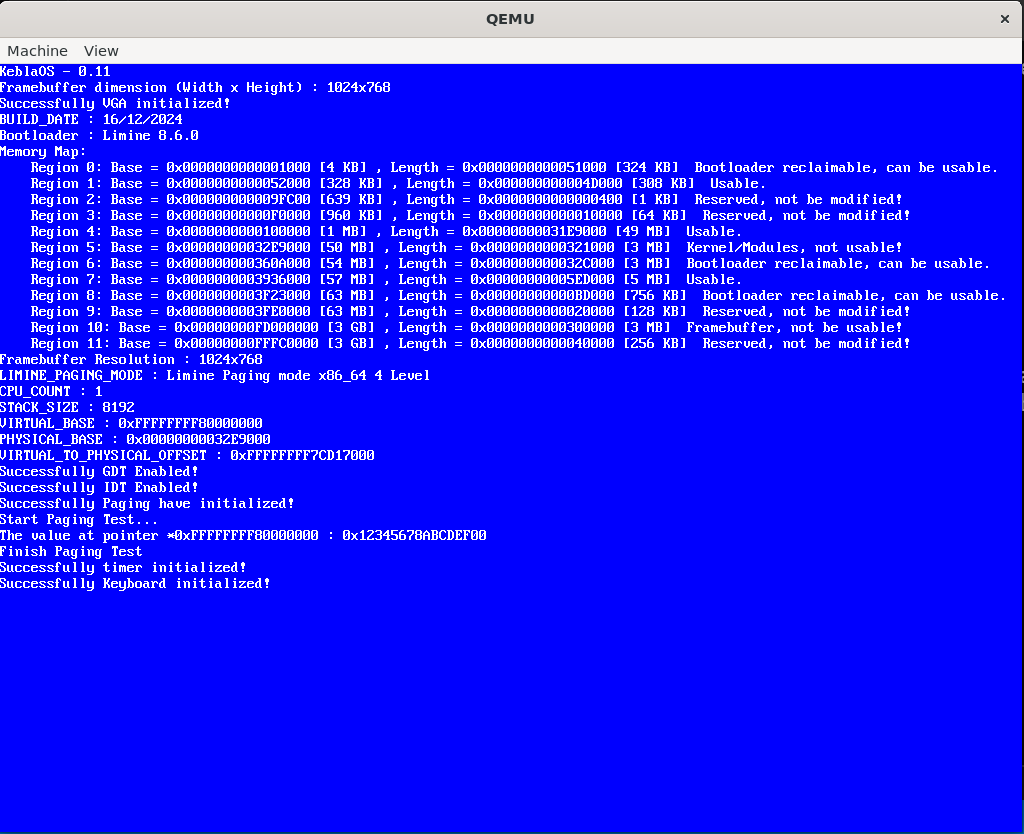 QEMU
Machine View
KeblaOS - 0.11
Framebuffer dimension (Width x Height) : 1024x768
Successfully VGA initialized!
BUILD_DATE : 16/12/2024
Bootloader : Limine 8.6.0
Memory Map:
Region 0: Base = 0x0000000000001000 [4 KB] , Length = 0x0000000000051000 [324 KB] Bootloader reclaimable, can be usable.
Region 1: Base = 0x0000000000052000 [328 KB] , Length = 0x000000000004D000 [308 KB] Usable.
Region 2: Base = 0x000000000009FC00 [639 KB] , Length = 0x0000000000000400 [1 KB] Reserved, not be modified!
Region 3: Base = 0x00000000000F0000 [960 KB] , Length = 0x0000000000010000 [64 KB] Reserved, not be modified!
Region 4: Base = 0x0000000000100000 [1 MB] , Length = 0x00000000031E9000 [49 MB] Usable.
Region 5: Base = 0x00000000032E9000 [50 MB] , Length = 0x0000000000321000 [3 MB] Kernel/Modules, not usable!
Region 6: Base = 0x000000000360A000 [54 MB] , Length = 0x000000000032C000 [3 MB] Bootloader reclaimable, can be usable.
Region 7: Base = 0x0000000003936000 [57 MB] , Length = 0x00000000005ED000 [5 MB] Usable.
Region 8: Base = 0x0000000003F23000 [63 MB] , Length = 0x00000000000BD000 [756 KB] Bootloader reclaimable, can be usable.
Region 9: Base = 0x0000000003FE0000 [63 MB] , Length = 0x0000000000020000 [128 KB] Reserved, not be modified!
Region 10: Base = 0x00000000FD000000 [3 GB] , Length = 0x0000000000300000 [3 MB] Framebuffer, not be usable!
Region 11: Base = 0x00000000FFFC0000 [3 GB] , Length = 0x0000000000040000 [256 KB] Reserved, not be modified!
Framebuffer Resolution : 1024x768
LIMINE_PAGING_MODE : Limine Paging mode x86_64 4 Level
CPU_COUNT : 1
STACK_SIZE : 8192
VIRTUAL_BASE : 0xFFFFFFFF80000000
PHYSICAL_BASE : 0x00000000032E9000
VIRTUAL_TO_PHYSICAL_OFFSET : 0xFFFFFFFF7CD17000
Successfully GDT Enabled!
Successfully IDT Enabled!
Successfully Paging have initialized!
Start Paging Test...
The value at pointer *0xFFFFFFFF80000000 : 0x12345678ABCDEF00
Finish Paging Test
Successfully timer initialized!
Successfully Keyboard initialized!